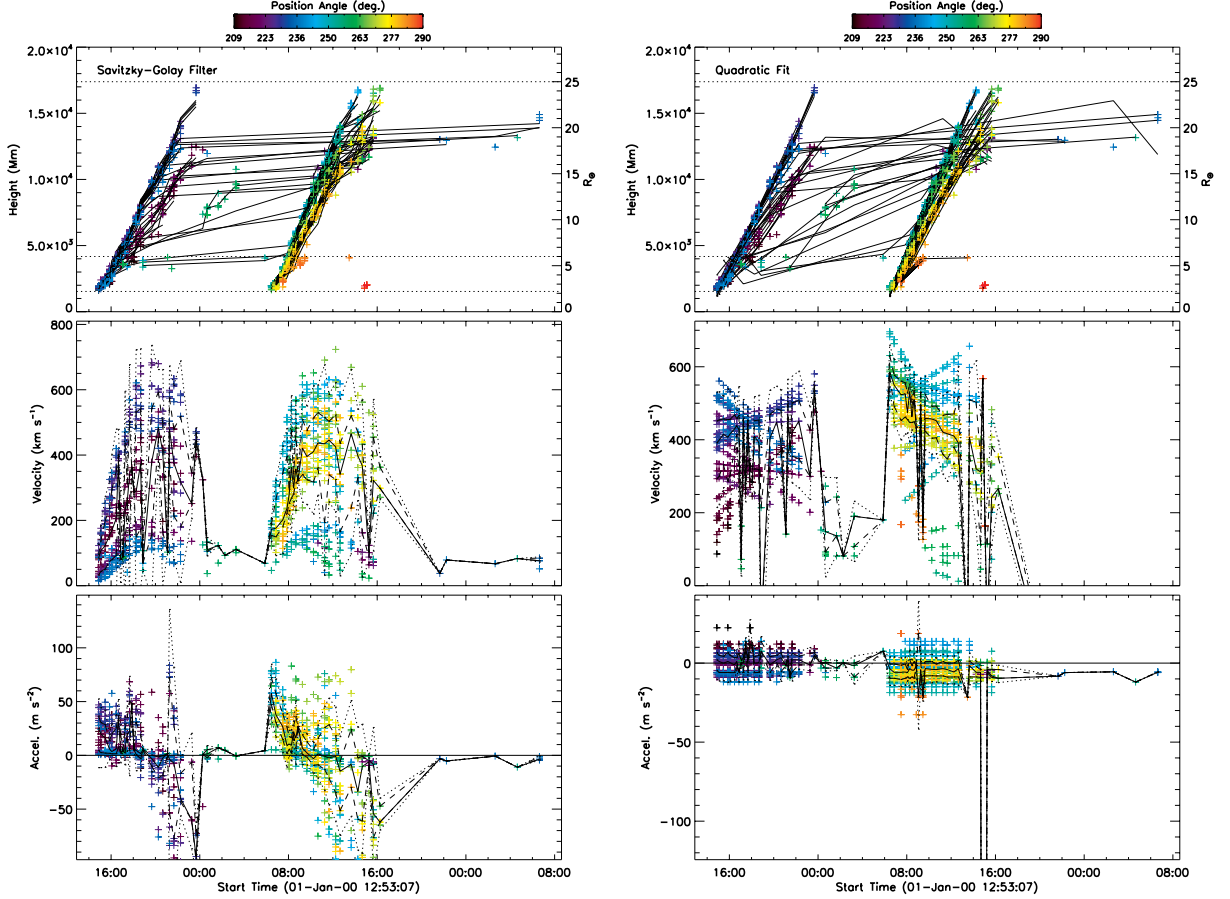 Position Angle (deg.)
209 223 236 250 263 277 290
Savitzky-Golay Filter
2.0×10⁴
1.5×10⁴
1.0×10⁴
5.0×10³
0
Height (Mm)
25
20
15
10
5
0
R⊙
800
600
400
200
0
Velocity (km s⁻¹)
100
50
0
−50
Accel. (m s⁻²)
16:00 00:00 08:00 16:00 00:00 08:00
Start Time (01-Jan-00 12:53:07)
Position Angle (deg.)
209 223 236 250 263 277 290
Quadratic Fit
2.0×10⁴
1.5×10⁴
1.0×10⁴
5.0×10³
0
Height (Mm)
25
20
15
10
5
0
R⊙
600
400
200
0
Velocity (km s⁻¹)
0
−50
−100
Accel. (m s⁻²)
16:00 00:00 08:00 16:00 00:00 08:00
Start Time (01-Jan-00 12:53:07)